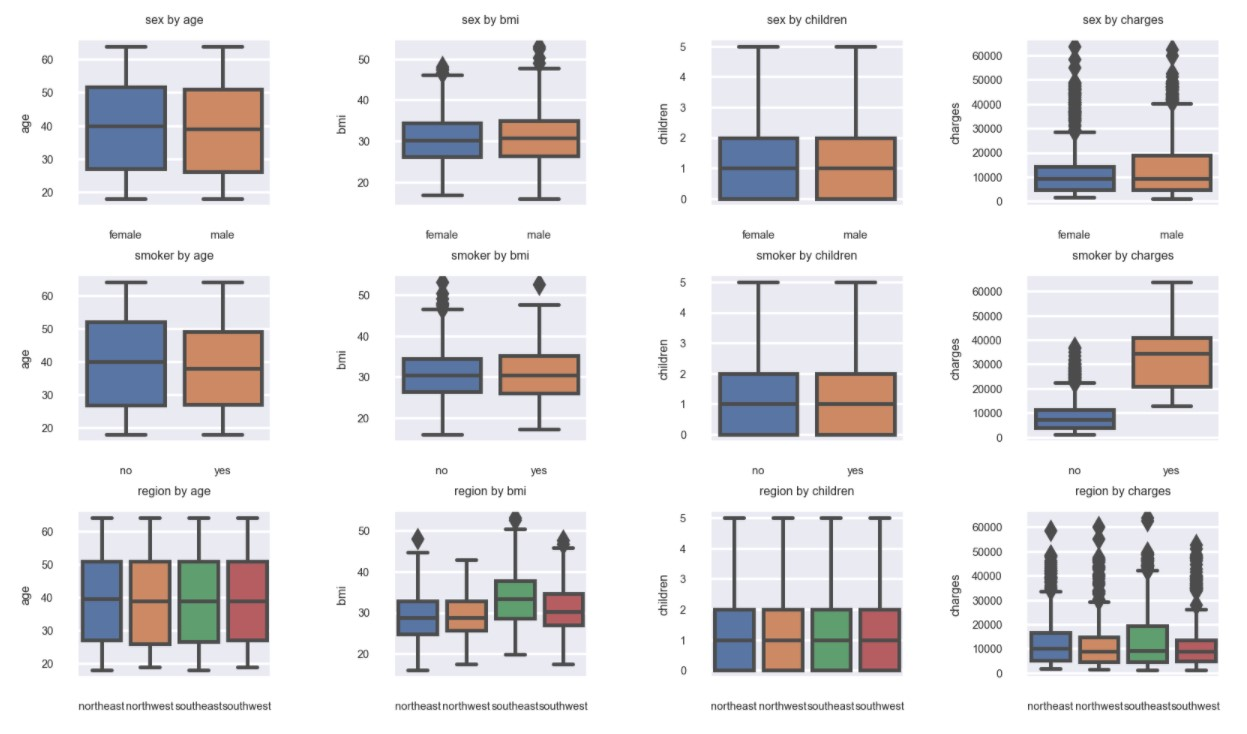 sex by age
sex by bmi
sex by children
sex by charges
60
50
40
30
20
age
female
male
50
40
30
20
bmi
female
male
5
4
3
2
1
0
children
female
male
60000
50000
40000
30000
20000
10000
0
charges
female
male
smoker by age
smoker by bmi
smoker by children
smoker by charges
60
50
40
30
20
age
no
yes
50
40
30
20
bmi
no
yes
5
4
3
2
1
0
children
no
yes
60000
50000
40000
30000
20000
10000
0
charges
no
yes
region by age
region by bmi
region by children
region by charges
60
50
40
30
20
age
northeast northwest southeast southwest
50
40
30
20
bmi
northeast northwest southeast southwest
5
4
3
2
1
0
children
northeast northwest southeast southwest
60000
50000
40000
30000
20000
10000
0
charges
northeast northwest southeast southwest